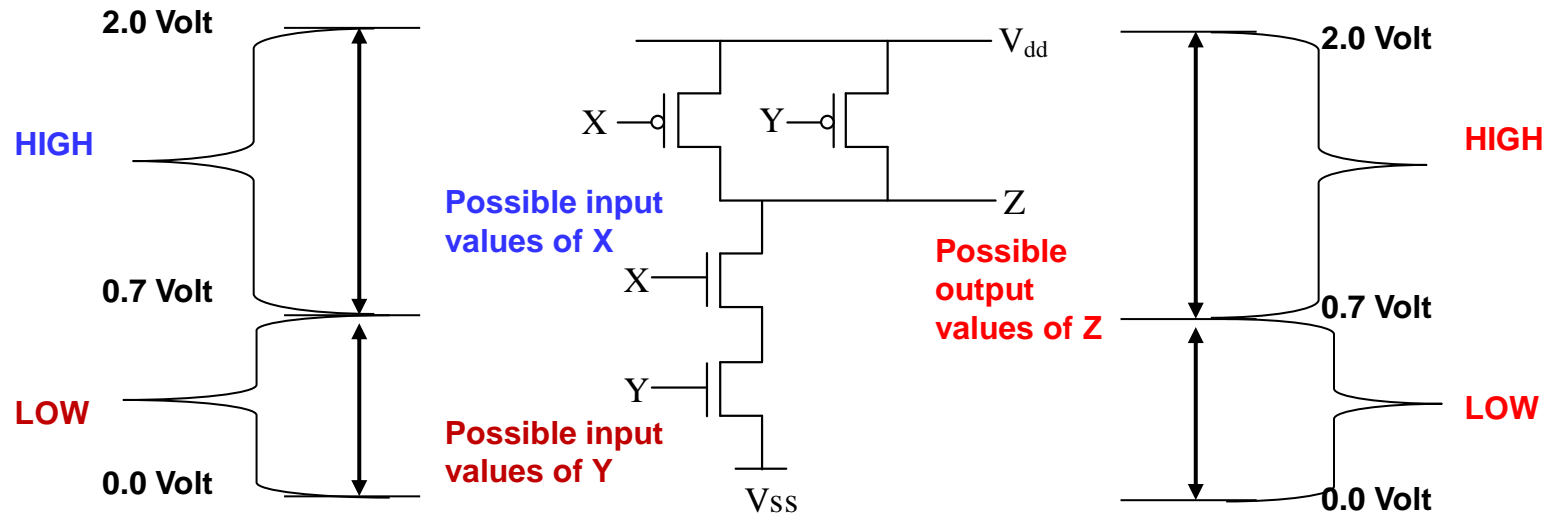 2.0 Volt
HIGH
0.7 Volt
LOW
0.0 Volt
Possible input
values of X
Possible input
values of Y
Vdd
X
Y
Z
X
Y
Vss
Possible
output
values of Z
2.0 Volt
HIGH
0.7 Volt
LOW
0.0 Volt